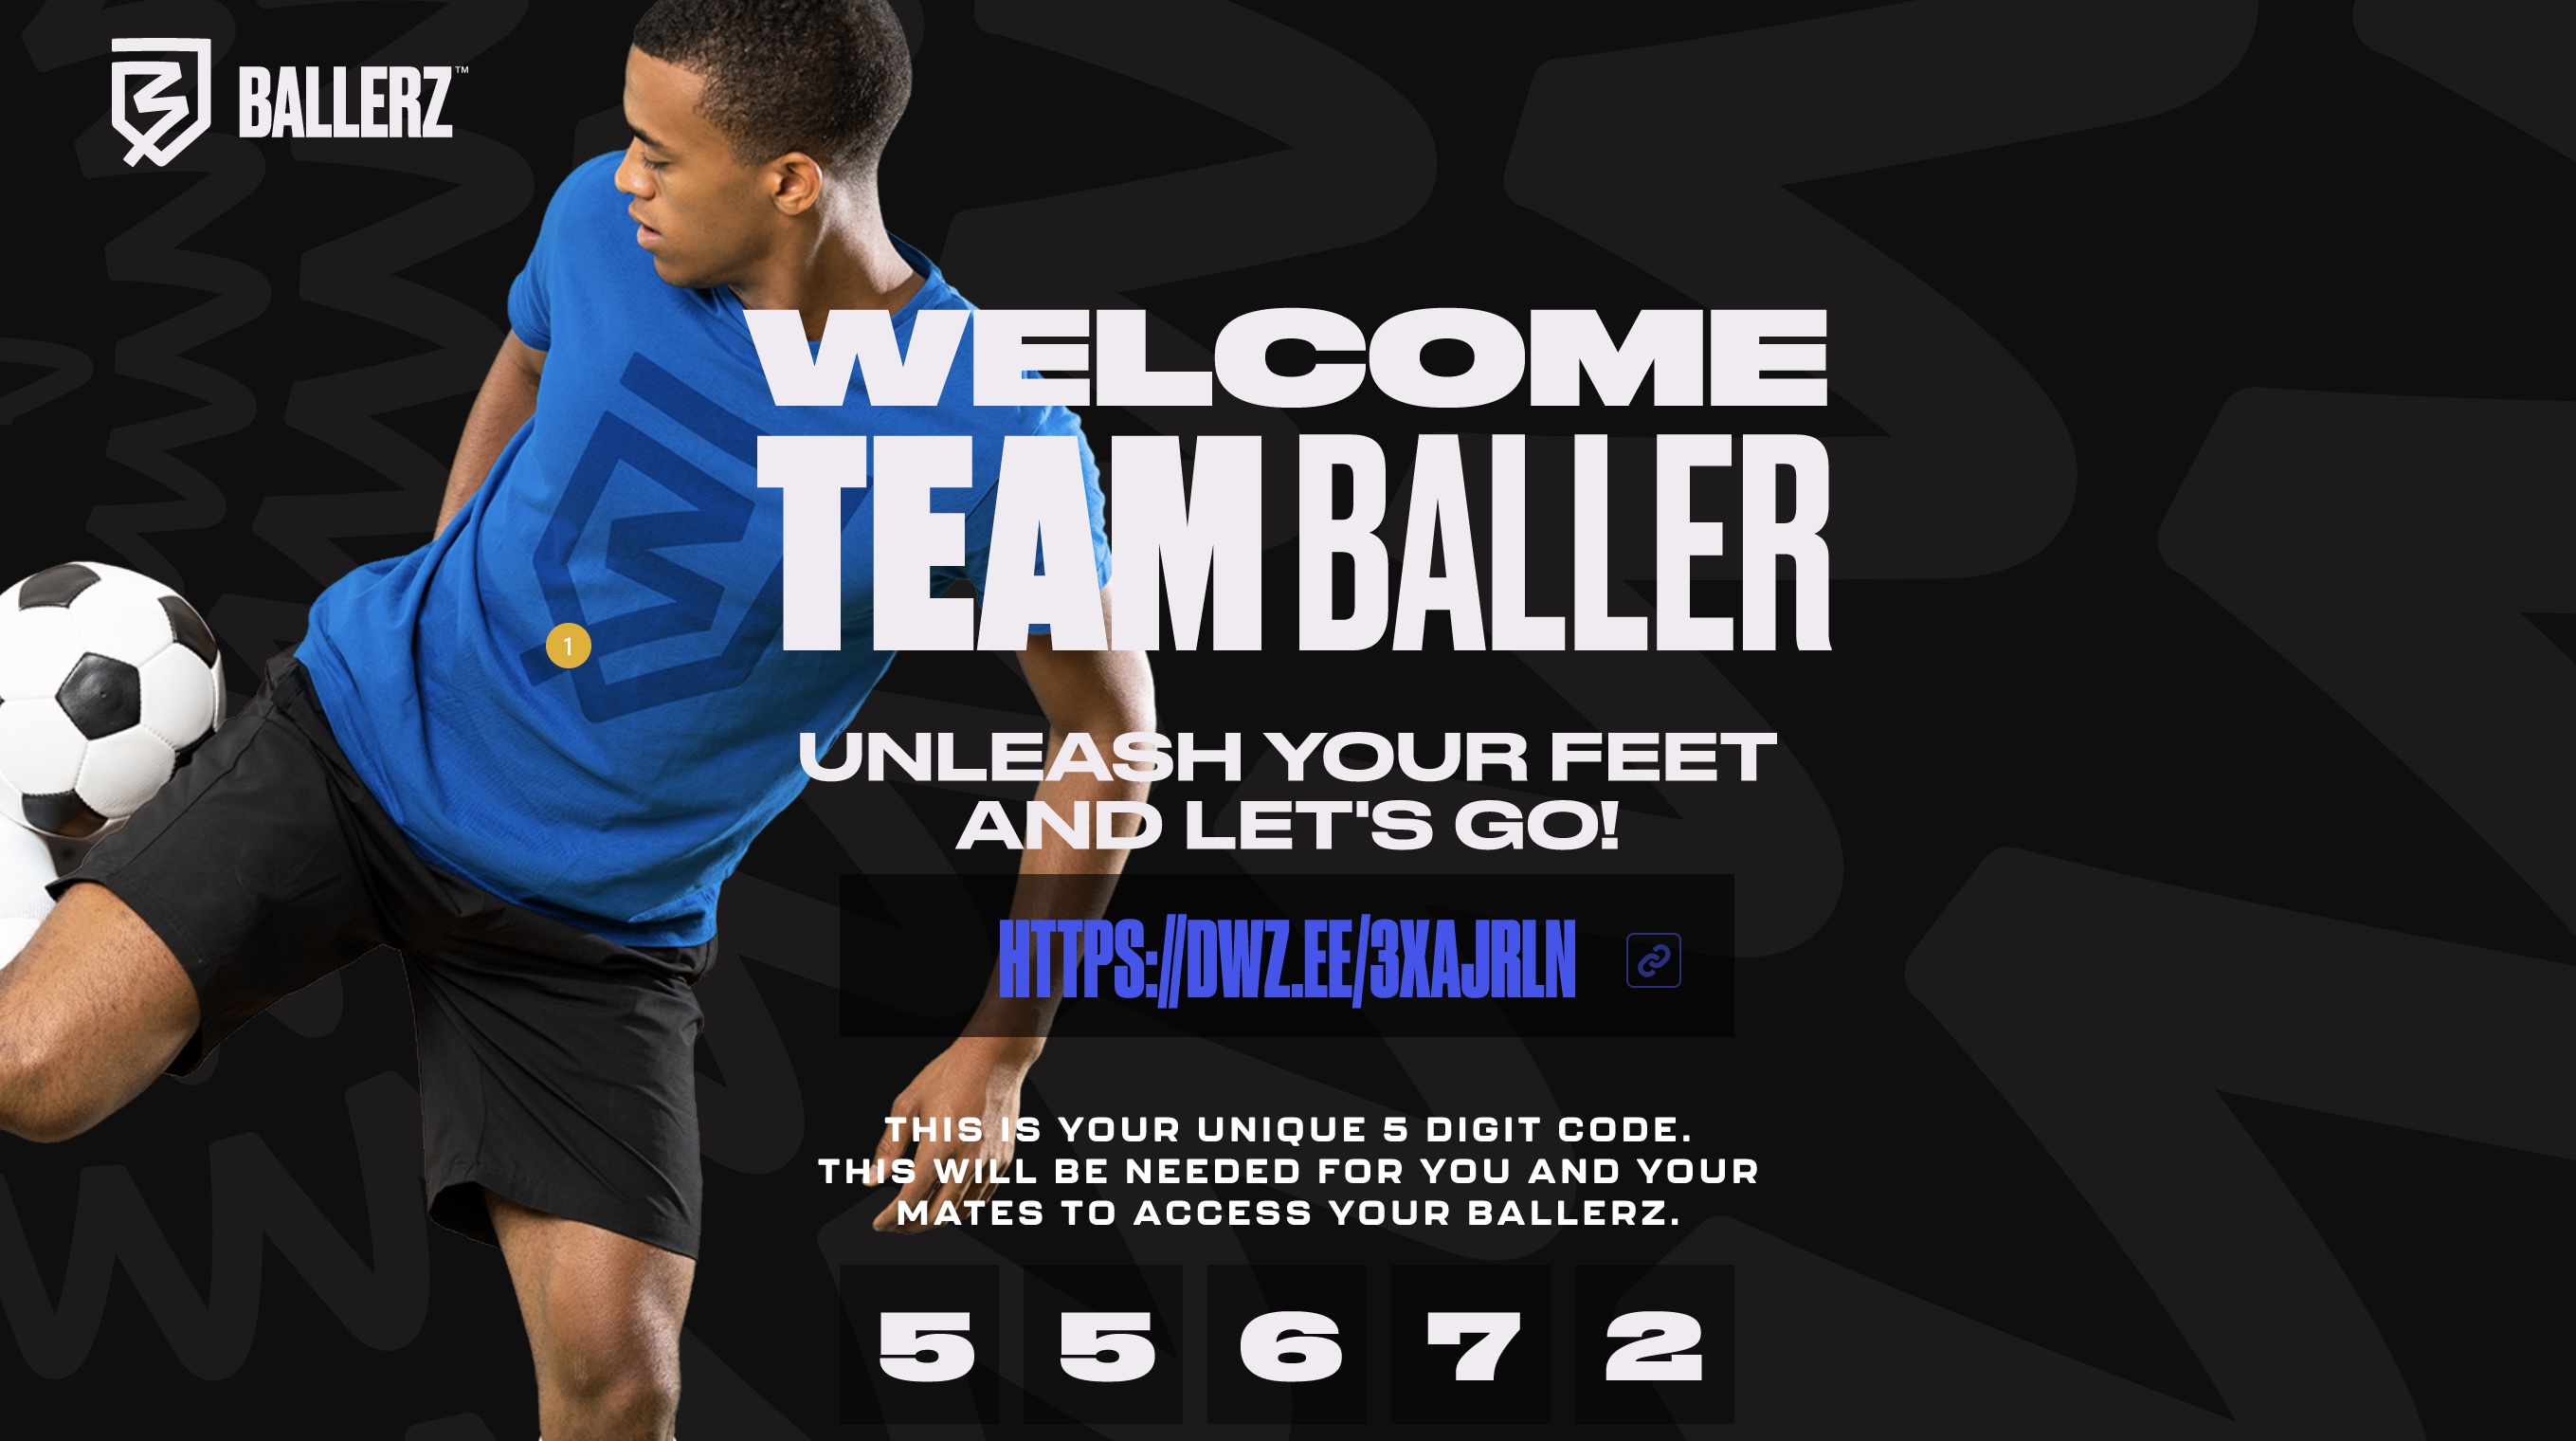 BALLERZ™
WELCOME
TEAM BALLER
1
UNLEASH YOUR FEET
AND LET'S GO!
HTTPS://DWZ.EE/3XAJRLN
THIS IS YOUR UNIQUE 5 DIGIT CODE.
THIS WILL BE NEEDED FOR YOU AND YOUR
MATES TO ACCESS YOUR BALLERZ.
5 5 6 7 2